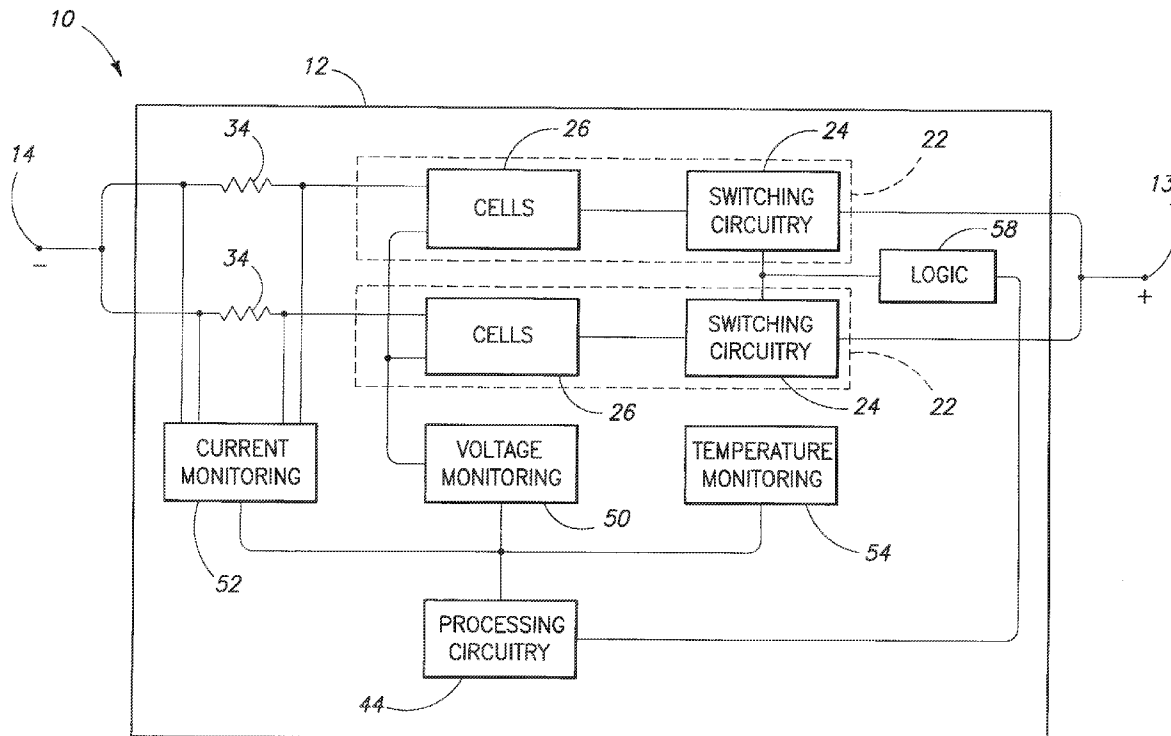 10
12
34
26
24
22
13
14
CELLS
SWITCHING
CIRCUITRY
58
−
34
LOGIC
+
CELLS
SWITCHING
CIRCUITRY
22
26
24
CURRENT
MONITORING
VOLTAGE
MONITORING
TEMPERATURE
MONITORING
50
54
52
PROCESSING
CIRCUITRY
44